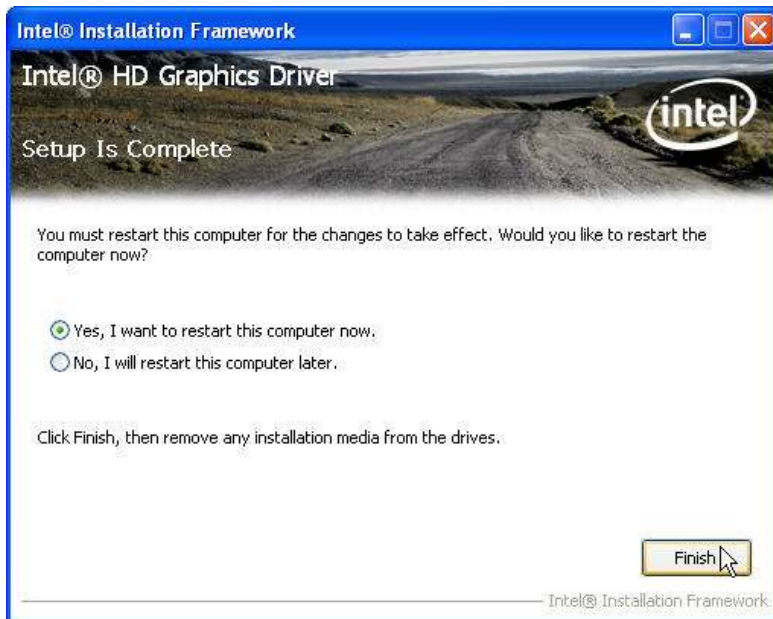 Intel® Installation Framework
Intel® HD Graphics Driver
intel
Setup Is Complete
You must restart this computer for the changes to take effect. Would you like to restart the
computer now?
Yes, I want to restart this computer now.
No, I will restart this computer later.
Click Finish, then remove any installation media from the drives.
Finish
Intel® Installation Framework